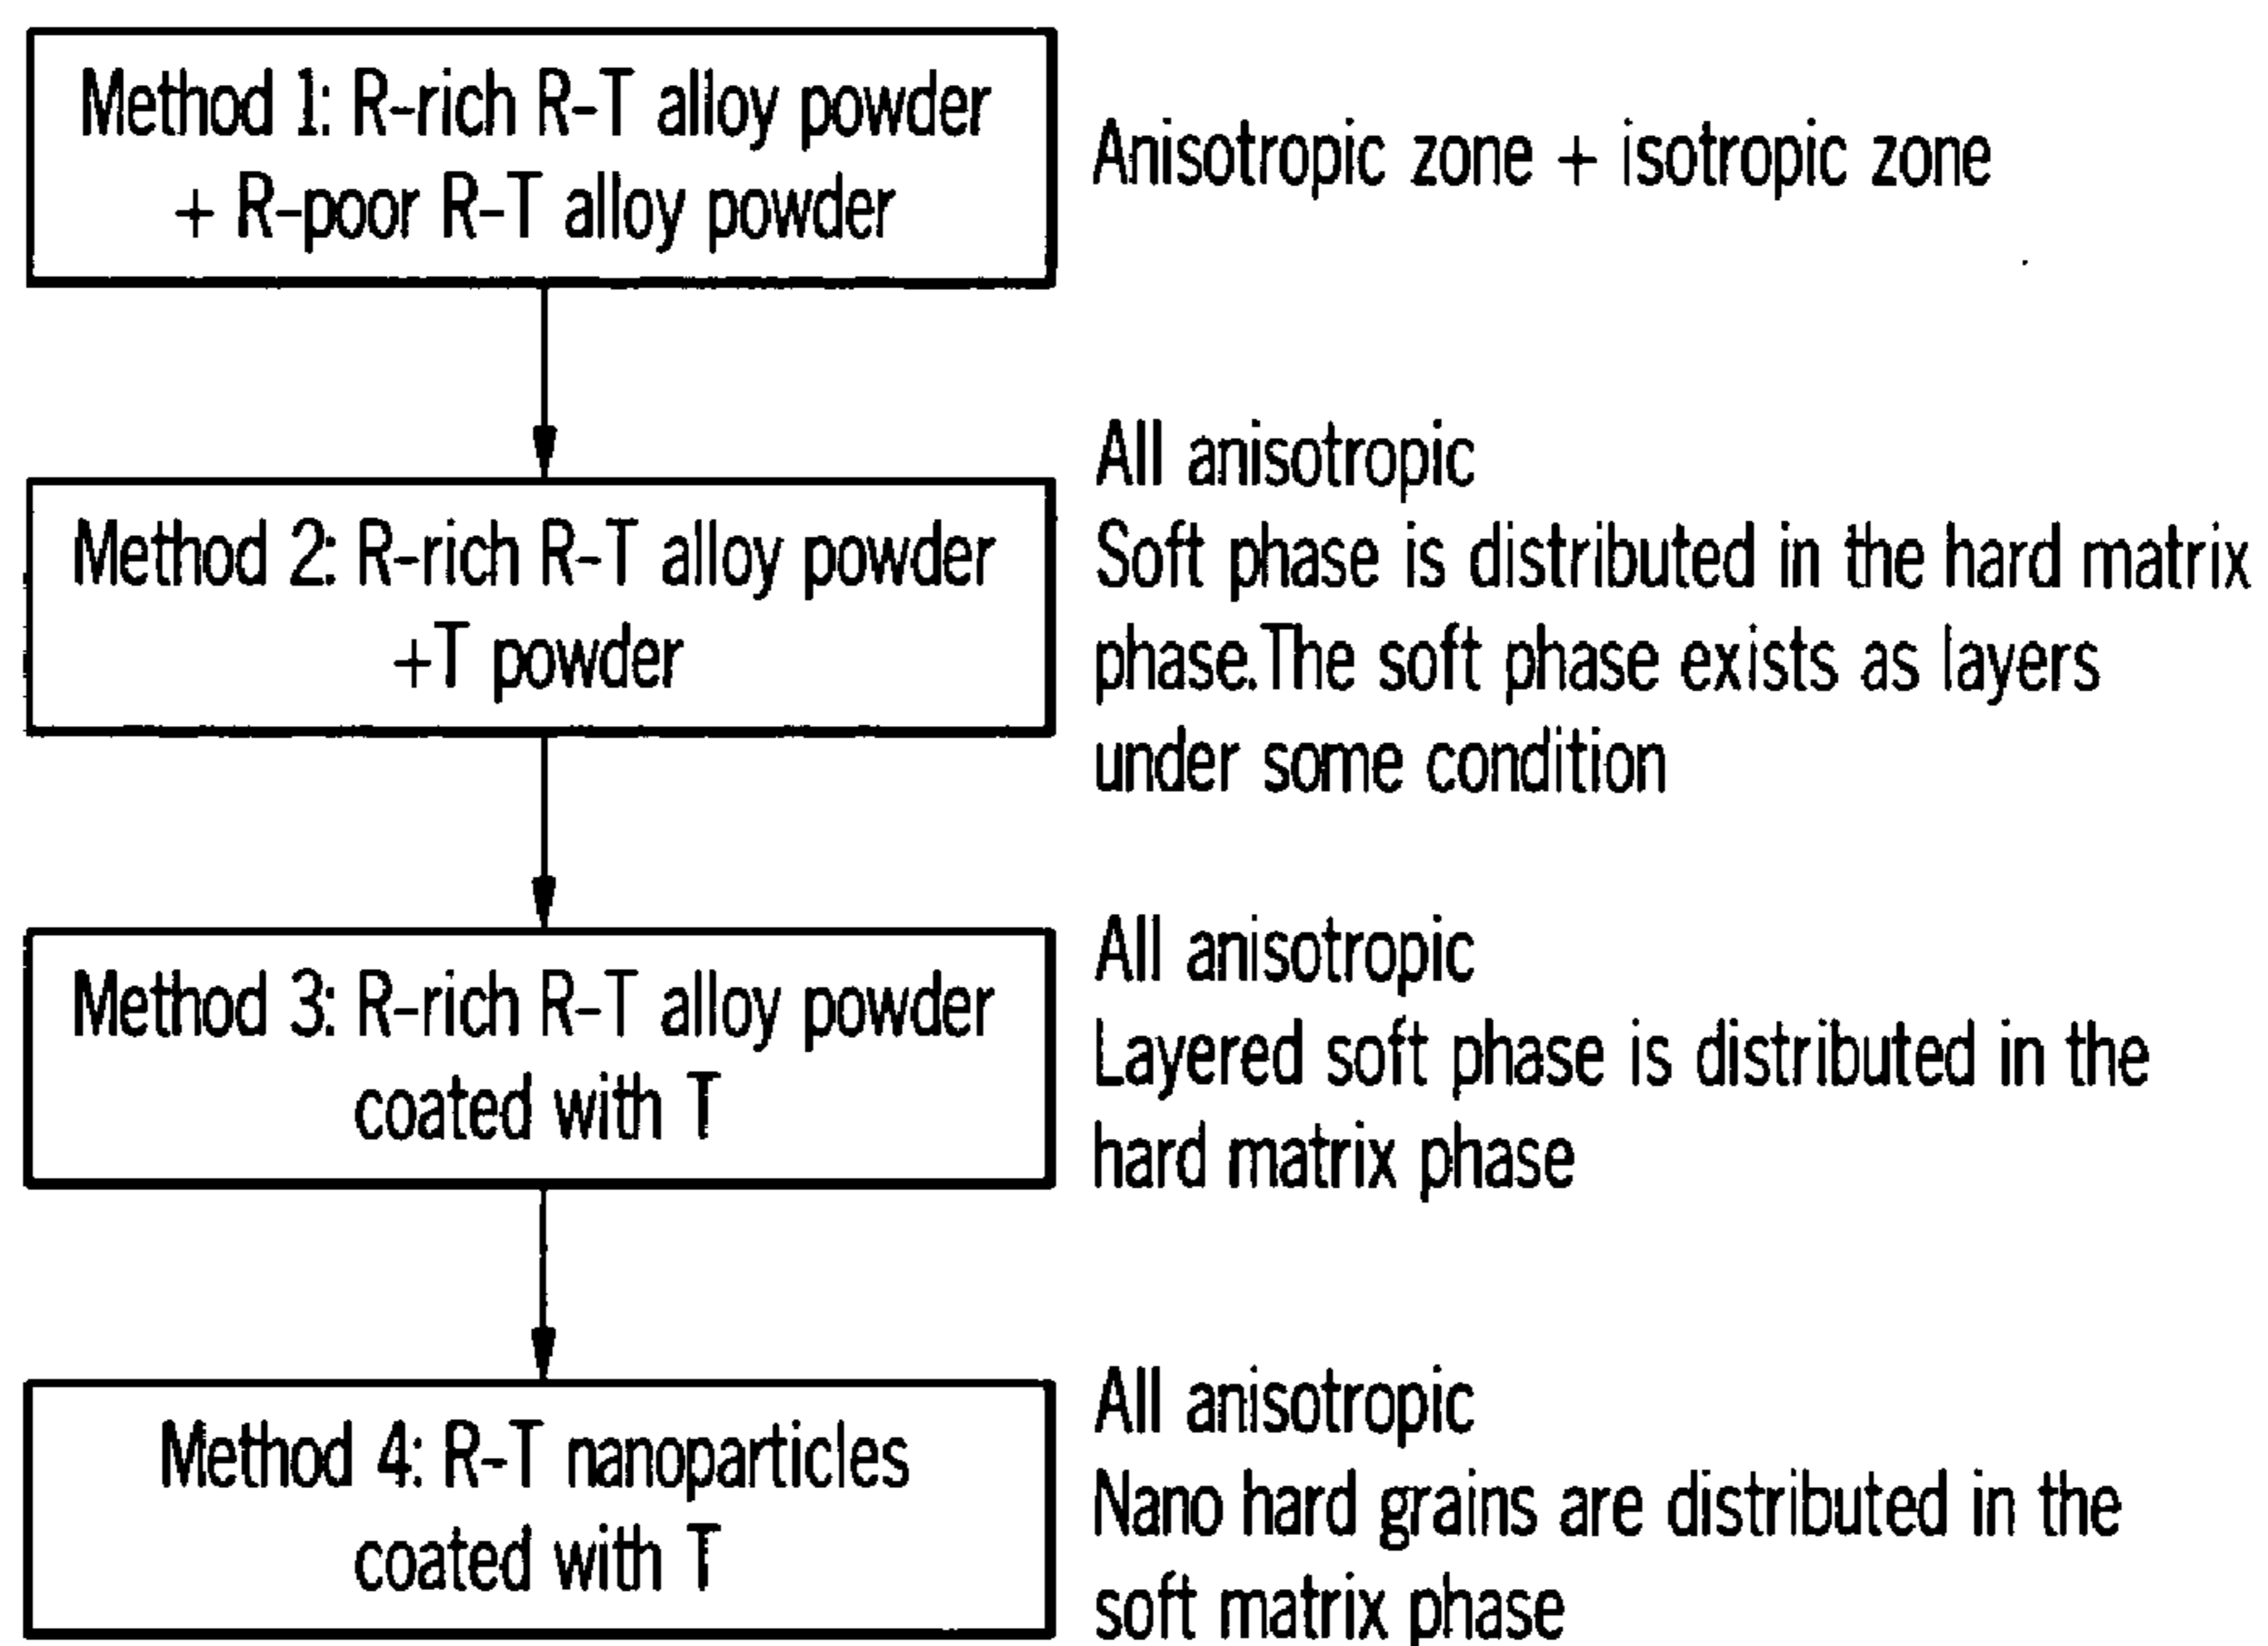 Method 1: R-rich R-T alloy powder
+ R-poor R-T alloy powder
Anisotropic zone + isotropic zone
Method 2: R-rich R-T alloy powder
+T powder
All anisotropic
Soft phase is distributed in the hard matrix
phase.The soft phase exists as layers
under some condition
Method 3: R-rich R-T alloy powder
coated with T
All anisotropic
Layered soft phase is distributed in the
hard matrix phase
Method 4: R-T nanoparticles
coated with T
All anisotropic
Nano hard grains are distributed in the
soft matrix phase